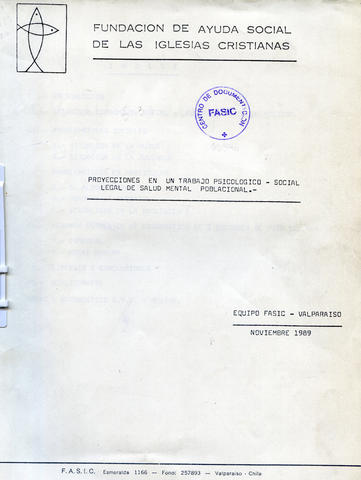 FUNDACION DE AYUDA SOCIAL
DE LAS IGLESIAS CRISTIANAS
CENTRO DE DOCUMENTACION
FASIC
PROYECCIONES EN UN TRABAJO PSICOLOGICO - SOCIAL
LEGAL DE SALUD MENTAL POBLACIONAL.-
EQUIPO FASIC - VALPARAISO
NOVIEMBRE 1989
F.A.S.I.C. Esmeralda 1166 — Fono: 257893 — Valparaíso - Chile